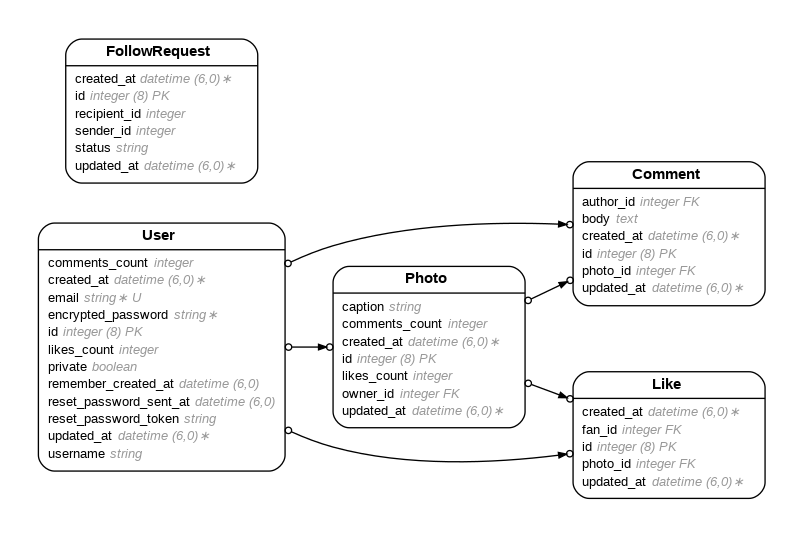 FollowRequest
created_at datetime (6,0)∗
id integer (8) PK
recipient_id integer
sender_id integer
status string
updated_at datetime (6,0)∗
User
comments_count integer
created_at datetime (6,0)∗
email string∗ U
encrypted_password string∗
id integer (8) PK
likes_count integer
private boolean
remember_created_at datetime (6,0)
reset_password_sent_at datetime (6,0)
reset_password_token string
updated_at datetime (6,0)∗
username string
Photo
caption string
comments_count integer
created_at datetime (6,0)∗
id integer (8) PK
likes_count integer
owner_id integer FK
updated_at datetime (6,0)∗
Comment
author_id integer FK
body text
created_at datetime (6,0)∗
id integer (8) PK
photo_id integer FK
updated_at datetime (6,0)∗
Like
created_at datetime (6,0)∗
fan_id integer FK
id integer (8) PK
photo_id integer FK
updated_at datetime (6,0)∗